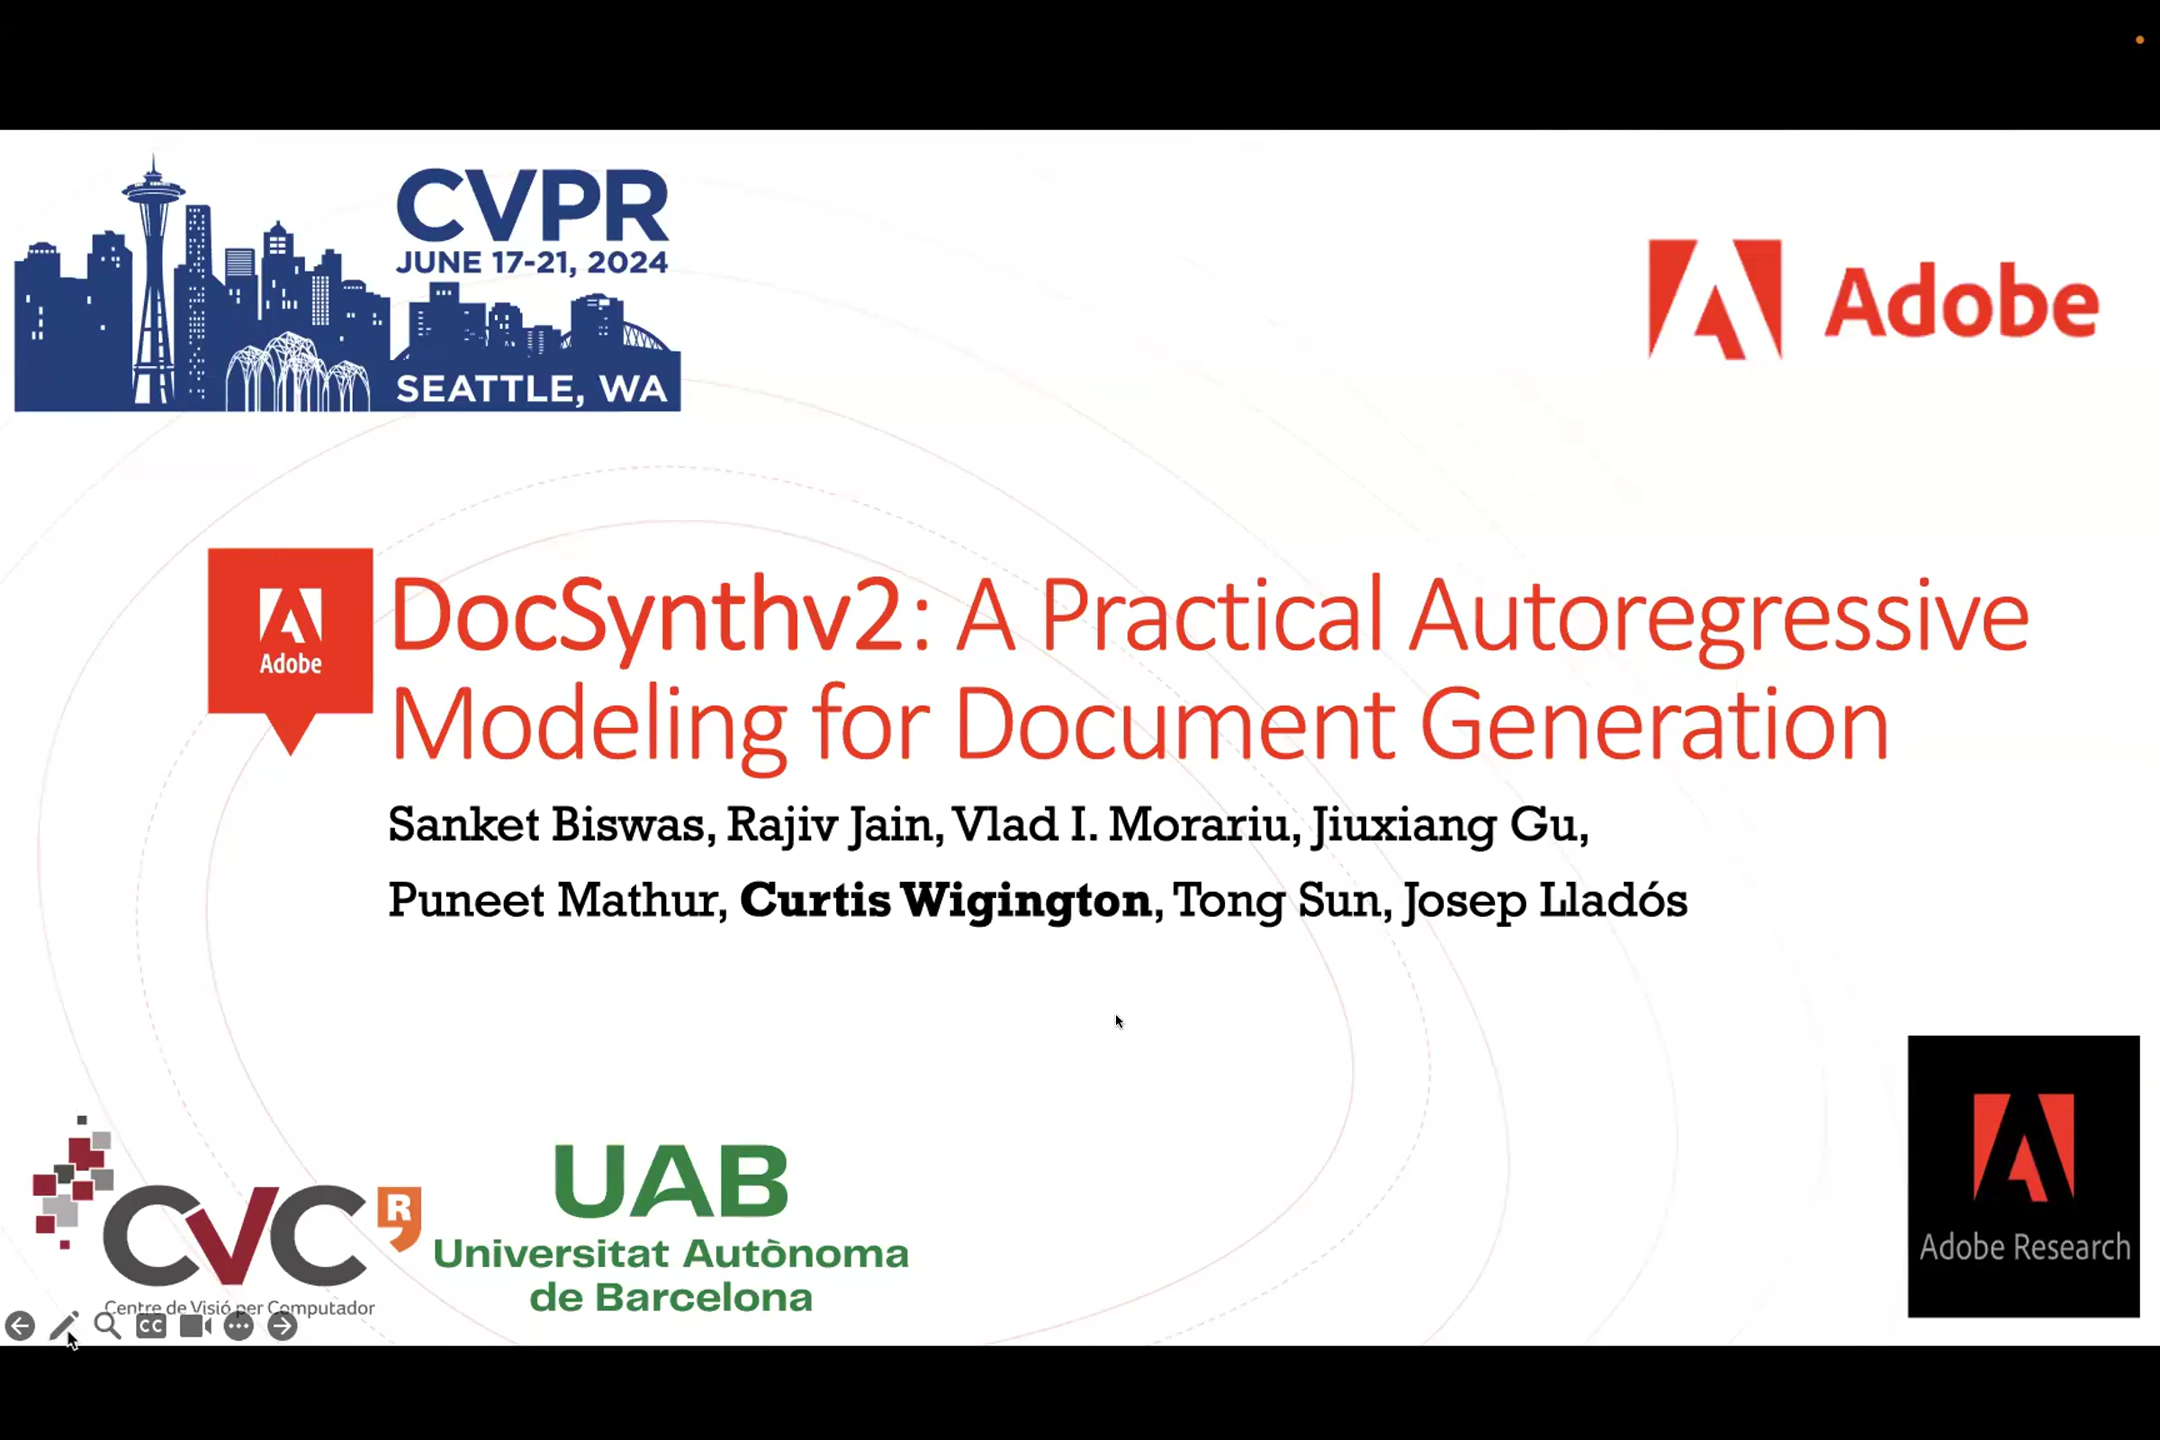 CVPR
JUNE 17-21, 2024
SEATTLE, WA
Adobe
Adobe
DocSynthv2: A Practical Autoregressive
Modeling for Document Generation
Sanket Biswas, Rajiv Jain, Vlad I. Morariu, Jiuxiang Gu,
Puneet Mathur, Curtis Wigington, Tong Sun, Josep Lladós
CVC
R
Centre de Visió per Computador
UAB
Universitat Autònoma
de Barcelona
Adobe Research
CC